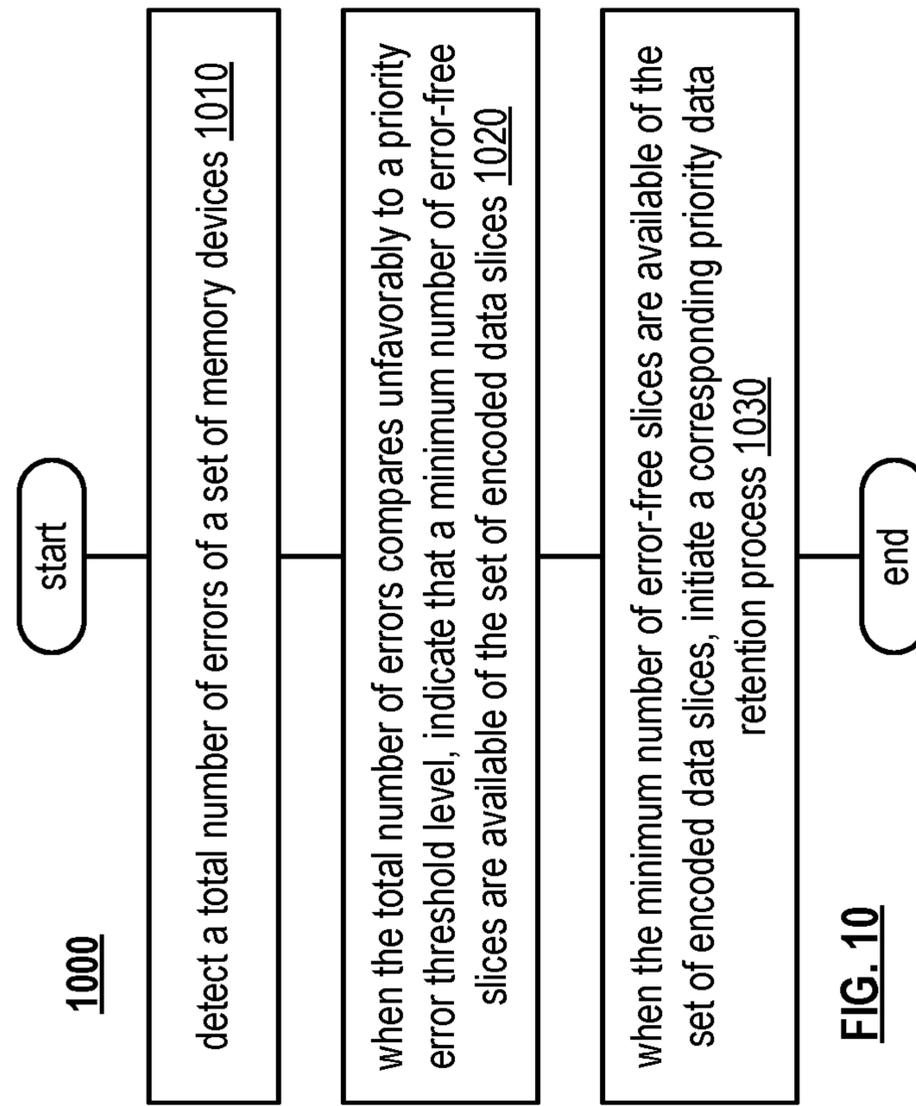 1000
start
detect a total number of errors of a set of memory devices 1010
when the total number of errors compares unfavorably to a priority
error threshold level, indicate that a minimum number of error-free
slices are available of the set of encoded data slices 1020
when the minimum number of error-free slices are available of the
set of encoded data slices, initiate a corresponding priority data
retention process 1030
end
FIG. 10